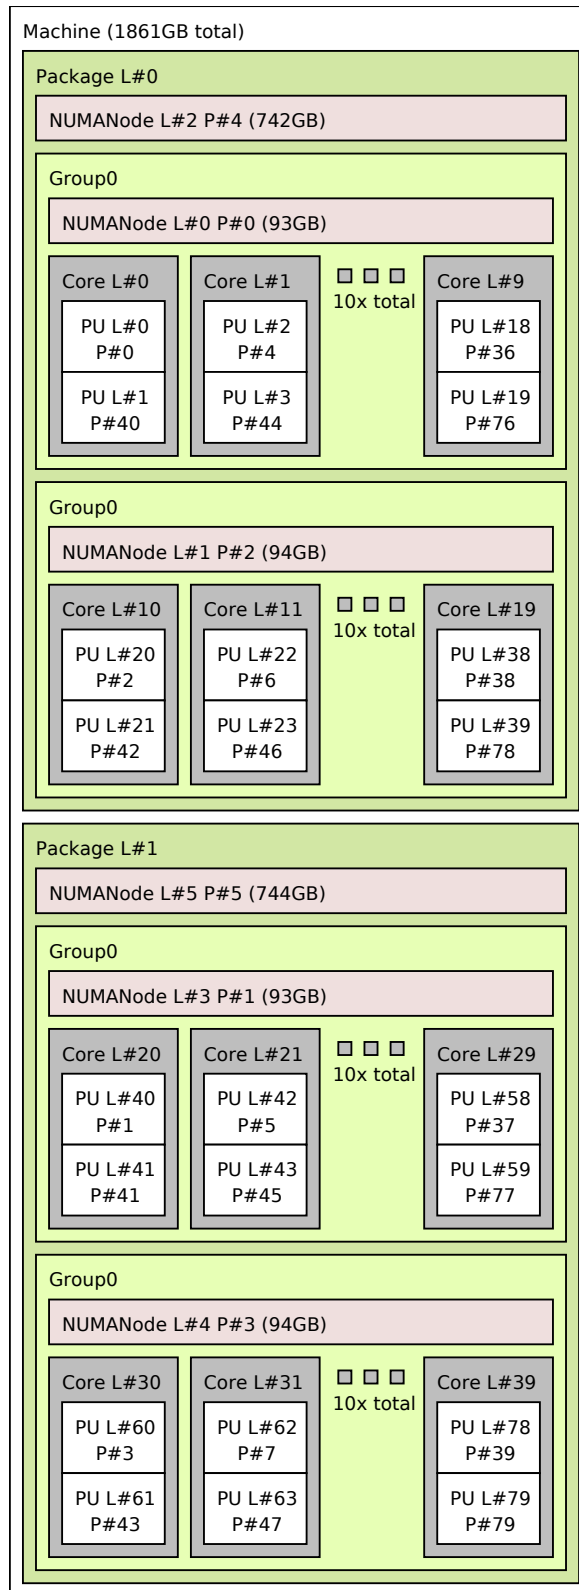 Machine (1861GB total)
Package L#0
NUMANode L#2 P#4 (742GB)
Group0
NUMANode L#0 P#0 (93GB)
Core L#0
PU L#0
P#0
PU L#1
P#40
Core L#1
PU L#2
P#4
PU L#3
P#44
10x total
Core L#9
PU L#18
P#36
PU L#19
P#76
Group0
NUMANode L#1 P#2 (94GB)
Core L#10
PU L#20
P#2
PU L#21
P#42
Core L#11
PU L#22
P#6
PU L#23
P#46
10x total
Core L#19
PU L#38
P#38
PU L#39
P#78
Package L#1
NUMANode L#5 P#5 (744GB)
Group0
NUMANode L#3 P#1 (93GB)
Core L#20
PU L#40
P#1
PU L#41
P#41
Core L#21
PU L#42
P#5
PU L#43
P#45
10x total
Core L#29
PU L#58
P#37
PU L#59
P#77
Group0
NUMANode L#4 P#3 (94GB)
Core L#30
PU L#60
P#3
PU L#61
P#43
Core L#31
PU L#62
P#7
PU L#63
P#47
10x total
Core L#39
PU L#78
P#39
PU L#79
P#79